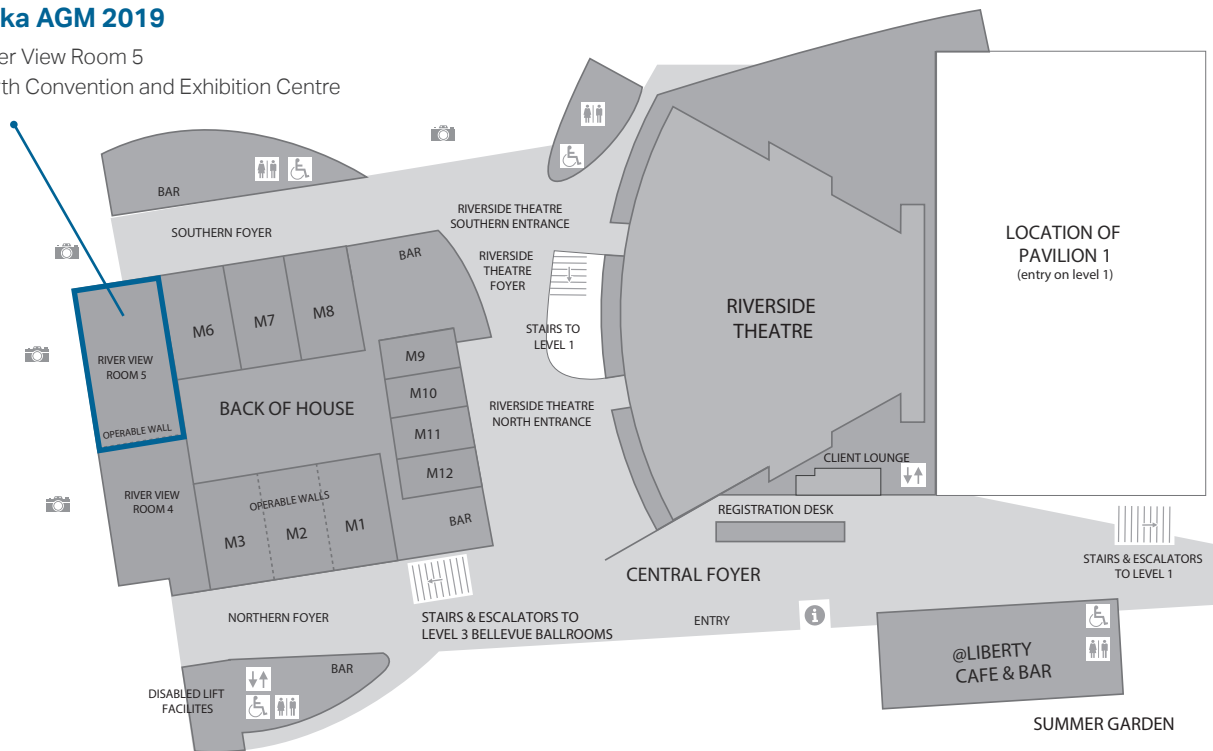 ka AGM 2019
er View Room 5
th Convention and Exhibition Centre
BAR
SOUTHERN FOYER
RIVERSIDE THEATRE
SOUTHERN ENTRANCE
BAR
RIVERSIDE
THEATRE
FOYER
LOCATION OF
PAVILION 1
(entry on level 1)
M6
M7
M8
RIVERSIDE
THEATRE
STAIRS TO
LEVEL 1
RIVER VIEW
ROOM 5
M9
M10
BACK OF HOUSE
RIVERSIDE THEATRE
NORTH ENTRANCE
OPERABLE WALL
M11
M12
CLIENT LOUNGE
RIVER VIEW
ROOM 4
OPERABLE WALLS
M3
M2
M1
BAR
REGISTRATION DESK
STAIRS & ESCALATORS
TO LEVEL 1
CENTRAL FOYER
NORTHERN FOYER
STAIRS & ESCALATORS TO
LEVEL 3 BELLEVUE BALLROOMS
ENTRY
i
@LIBERTY
CAFE & BAR
BAR
DISABLED LIFT
FACILITES
SUMMER GARDEN